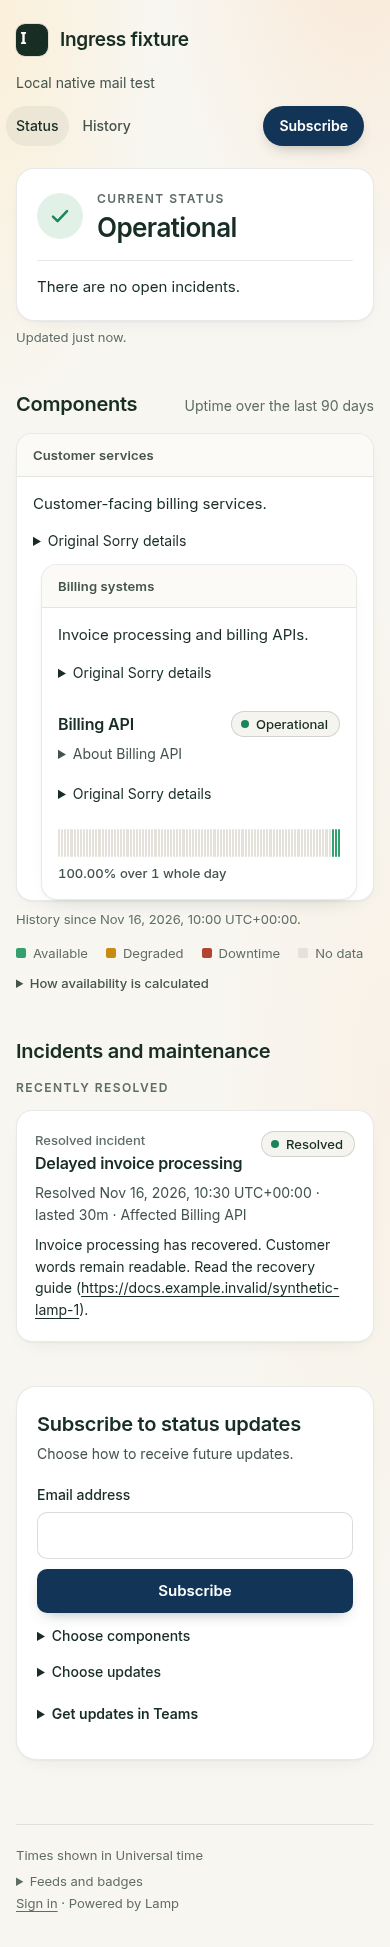 I
Ingress fixture
Local native mail test
Status
History
Subscribe
CURRENT STATUS
Operational
There are no open incidents.
Updated just now.
Components
Uptime over the last 90 days
Customer services
Customer-facing billing services.
Original Sorry details
Billing systems
Invoice processing and billing APIs.
Original Sorry details
Billing API
Operational
About Billing API
Original Sorry details
100.00% over 1 whole day
History since Nov 16, 2026, 10:00 UTC+00:00.
Available
Degraded
Downtime
No data
How availability is calculated
Incidents and maintenance
RECENTLY RESOLVED
Resolved incident
Resolved
Delayed invoice processing
Resolved Nov 16, 2026, 10:30 UTC+00:00 ·
lasted 30m · Affected Billing API
Invoice processing has recovered. Customer
words remain readable. Read the recovery
guide (https://docs.example.invalid/synthetic-
lamp-1).
Subscribe to status updates
Choose how to receive future updates.
Email address
Subscribe
Choose components
Choose updates
Get updates in Teams
Times shown in Universal time
Feeds and badges
Sign in · Powered by Lamp